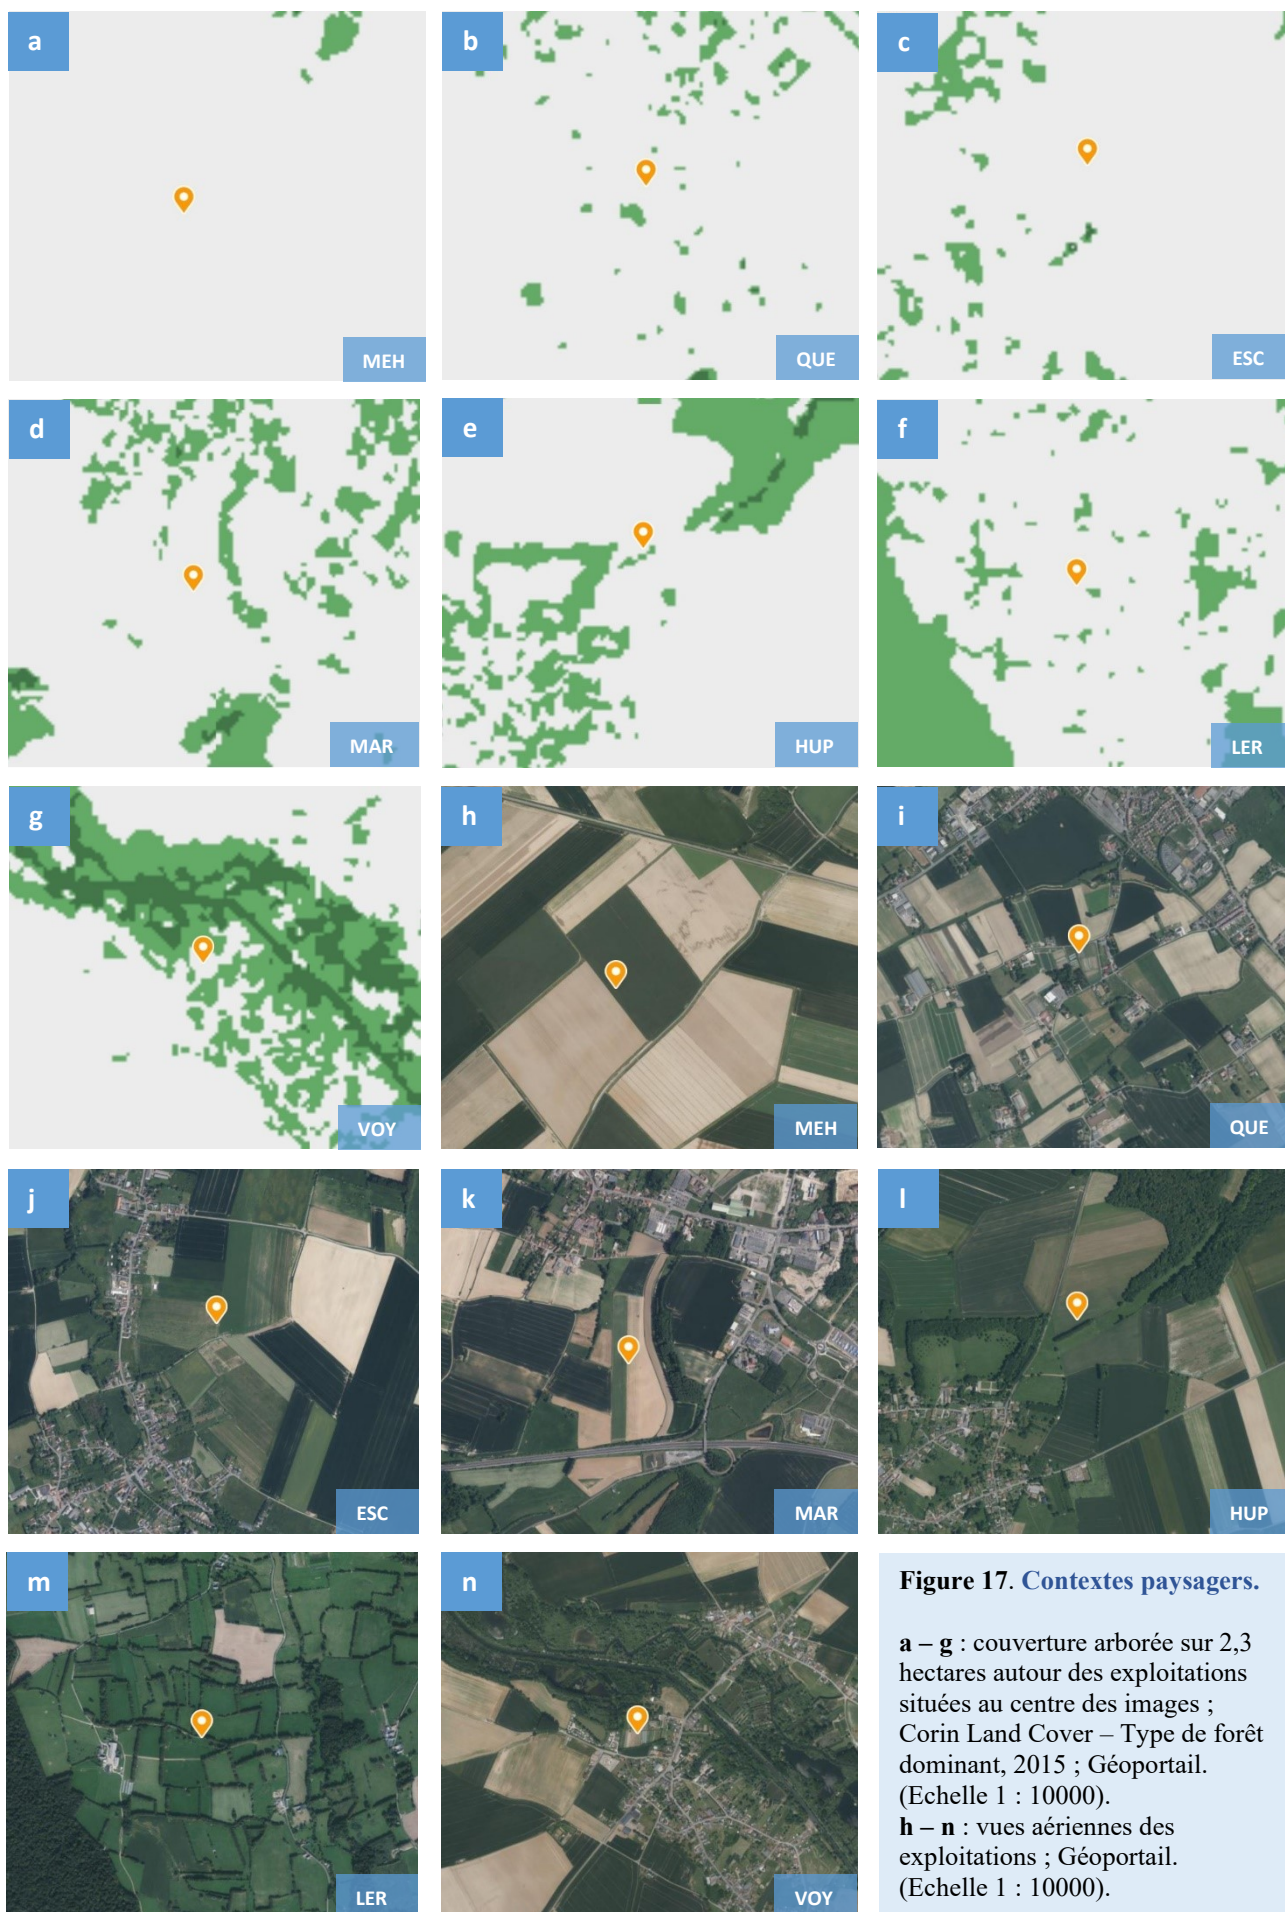 a
MEH
b
QUE
c
ESC
d
MAR
e
HUP
f
LER
g
VOY
h
MEH
i
QUE
j
ESC
k
MAR
l
HUP
m
LER
n
VOY
Figure 17. Contextes paysagers.
a – g : couverture arborée sur 2,3
hectares autour des exploitations
situées au centre des images ;
Corin Land Cover – Type de forêt
dominant, 2015 ; Géoportail.
(Echelle 1 : 10000).
h – n : vues aériennes des
exploitations ; Géoportail.
(Echelle 1 : 10000).